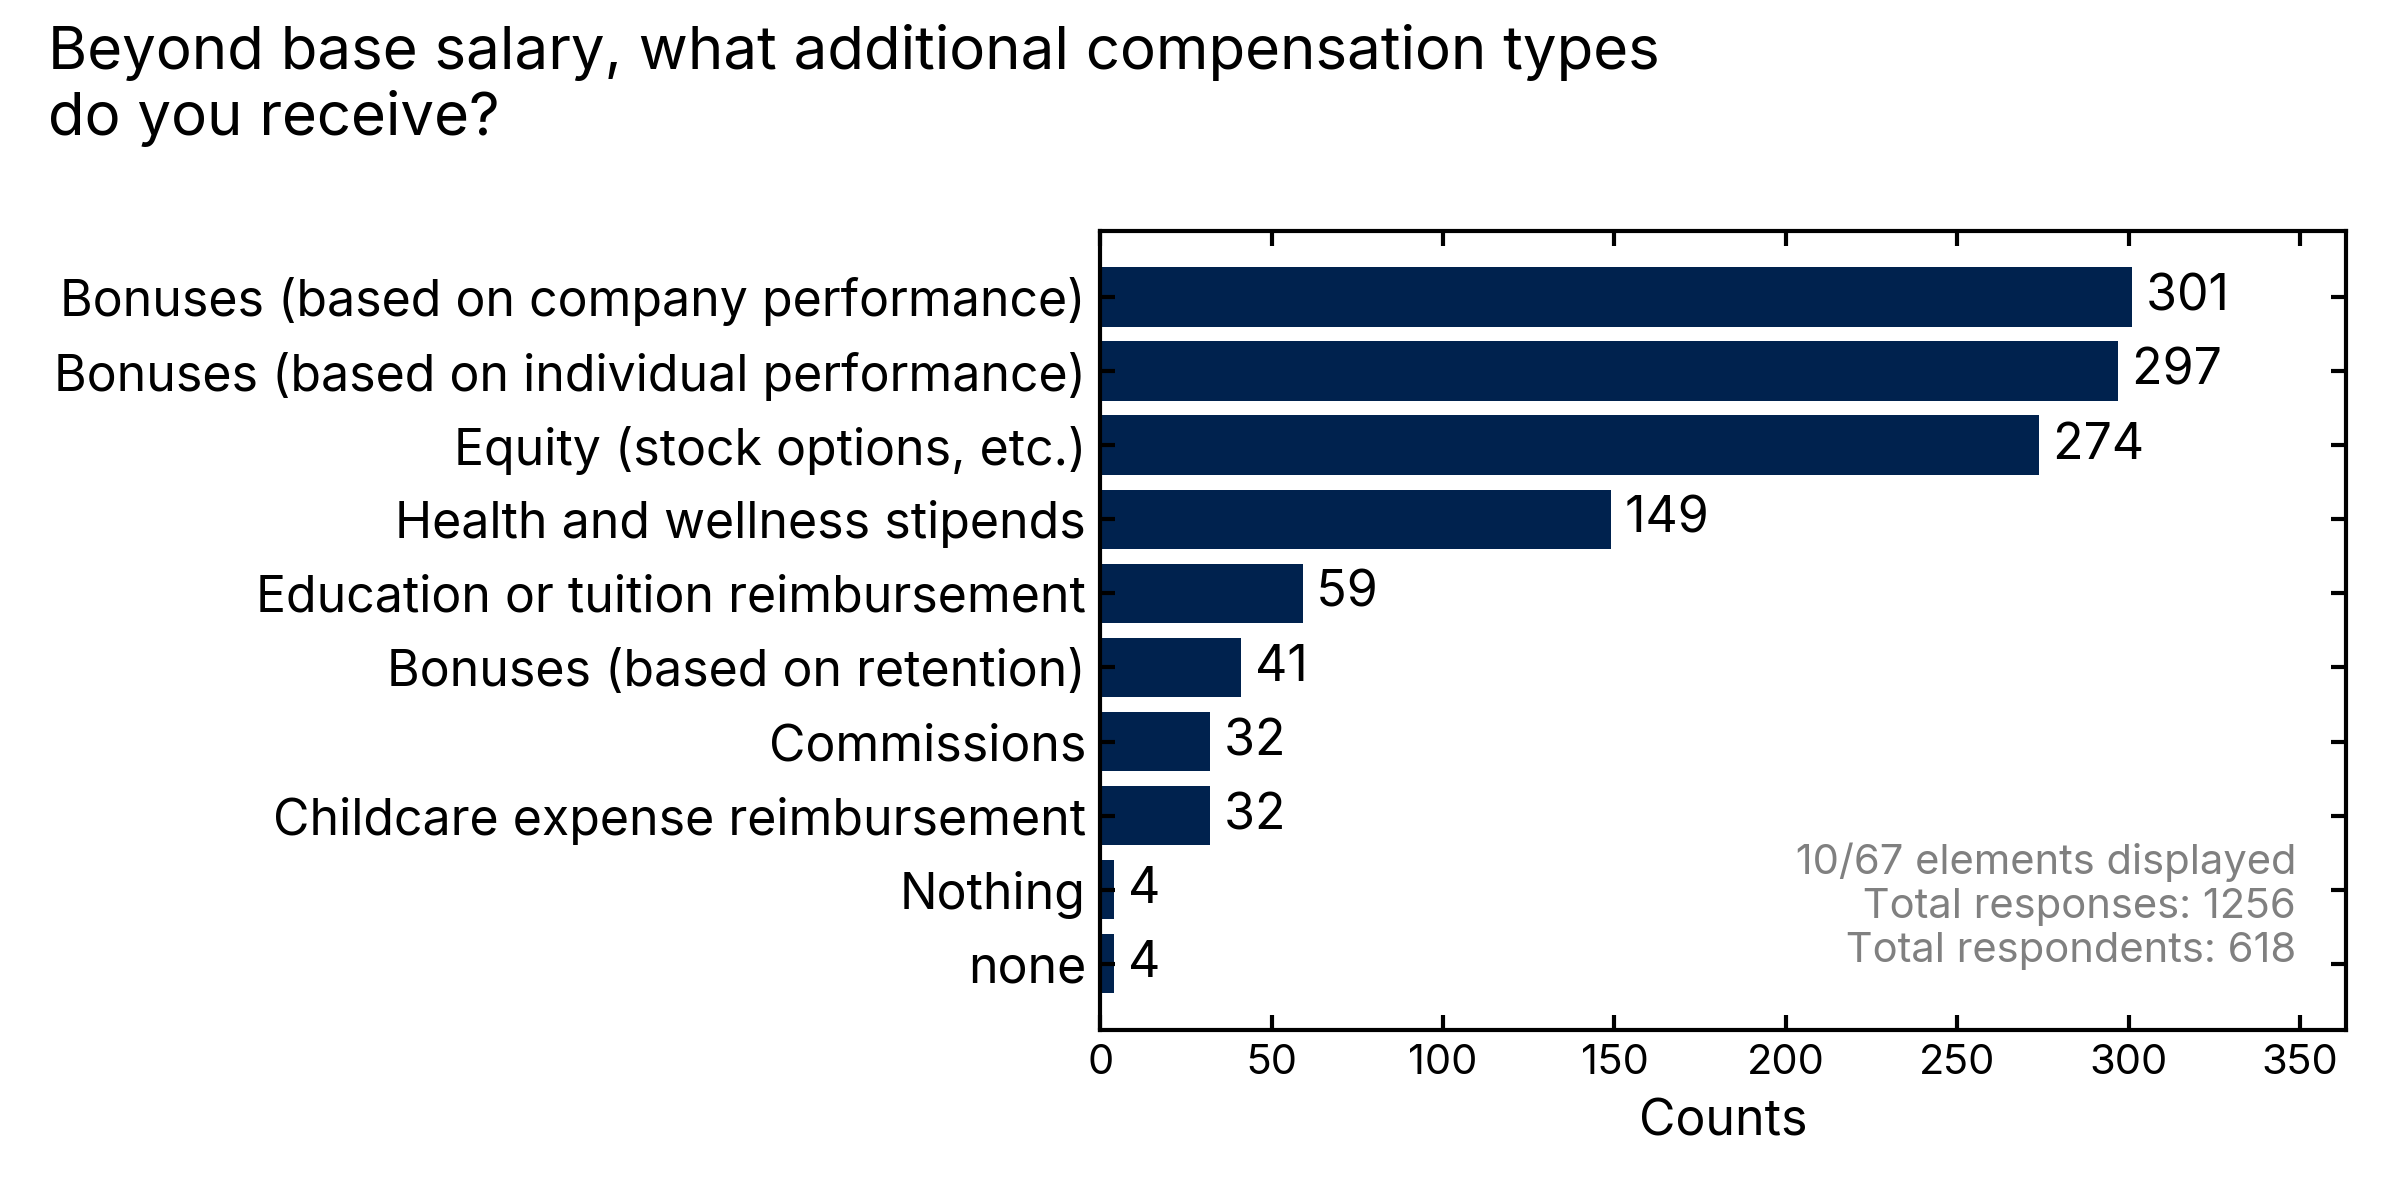 Beyond base salary, what additional compensation types
do you receive?
Bonuses (based on company performance) 301
Bonuses (based on individual performance) 297
Equity (stock options, etc.) 274
Health and wellness stipends 149
Education or tuition reimbursement 59
Bonuses (based on retention) 41
Commissions 32
Childcare expense reimbursement 32
Nothing 4
none 4
10/67 elements displayed
Total responses: 1256
Total respondents: 618
0 50 100 150 200 250 300 350
Counts